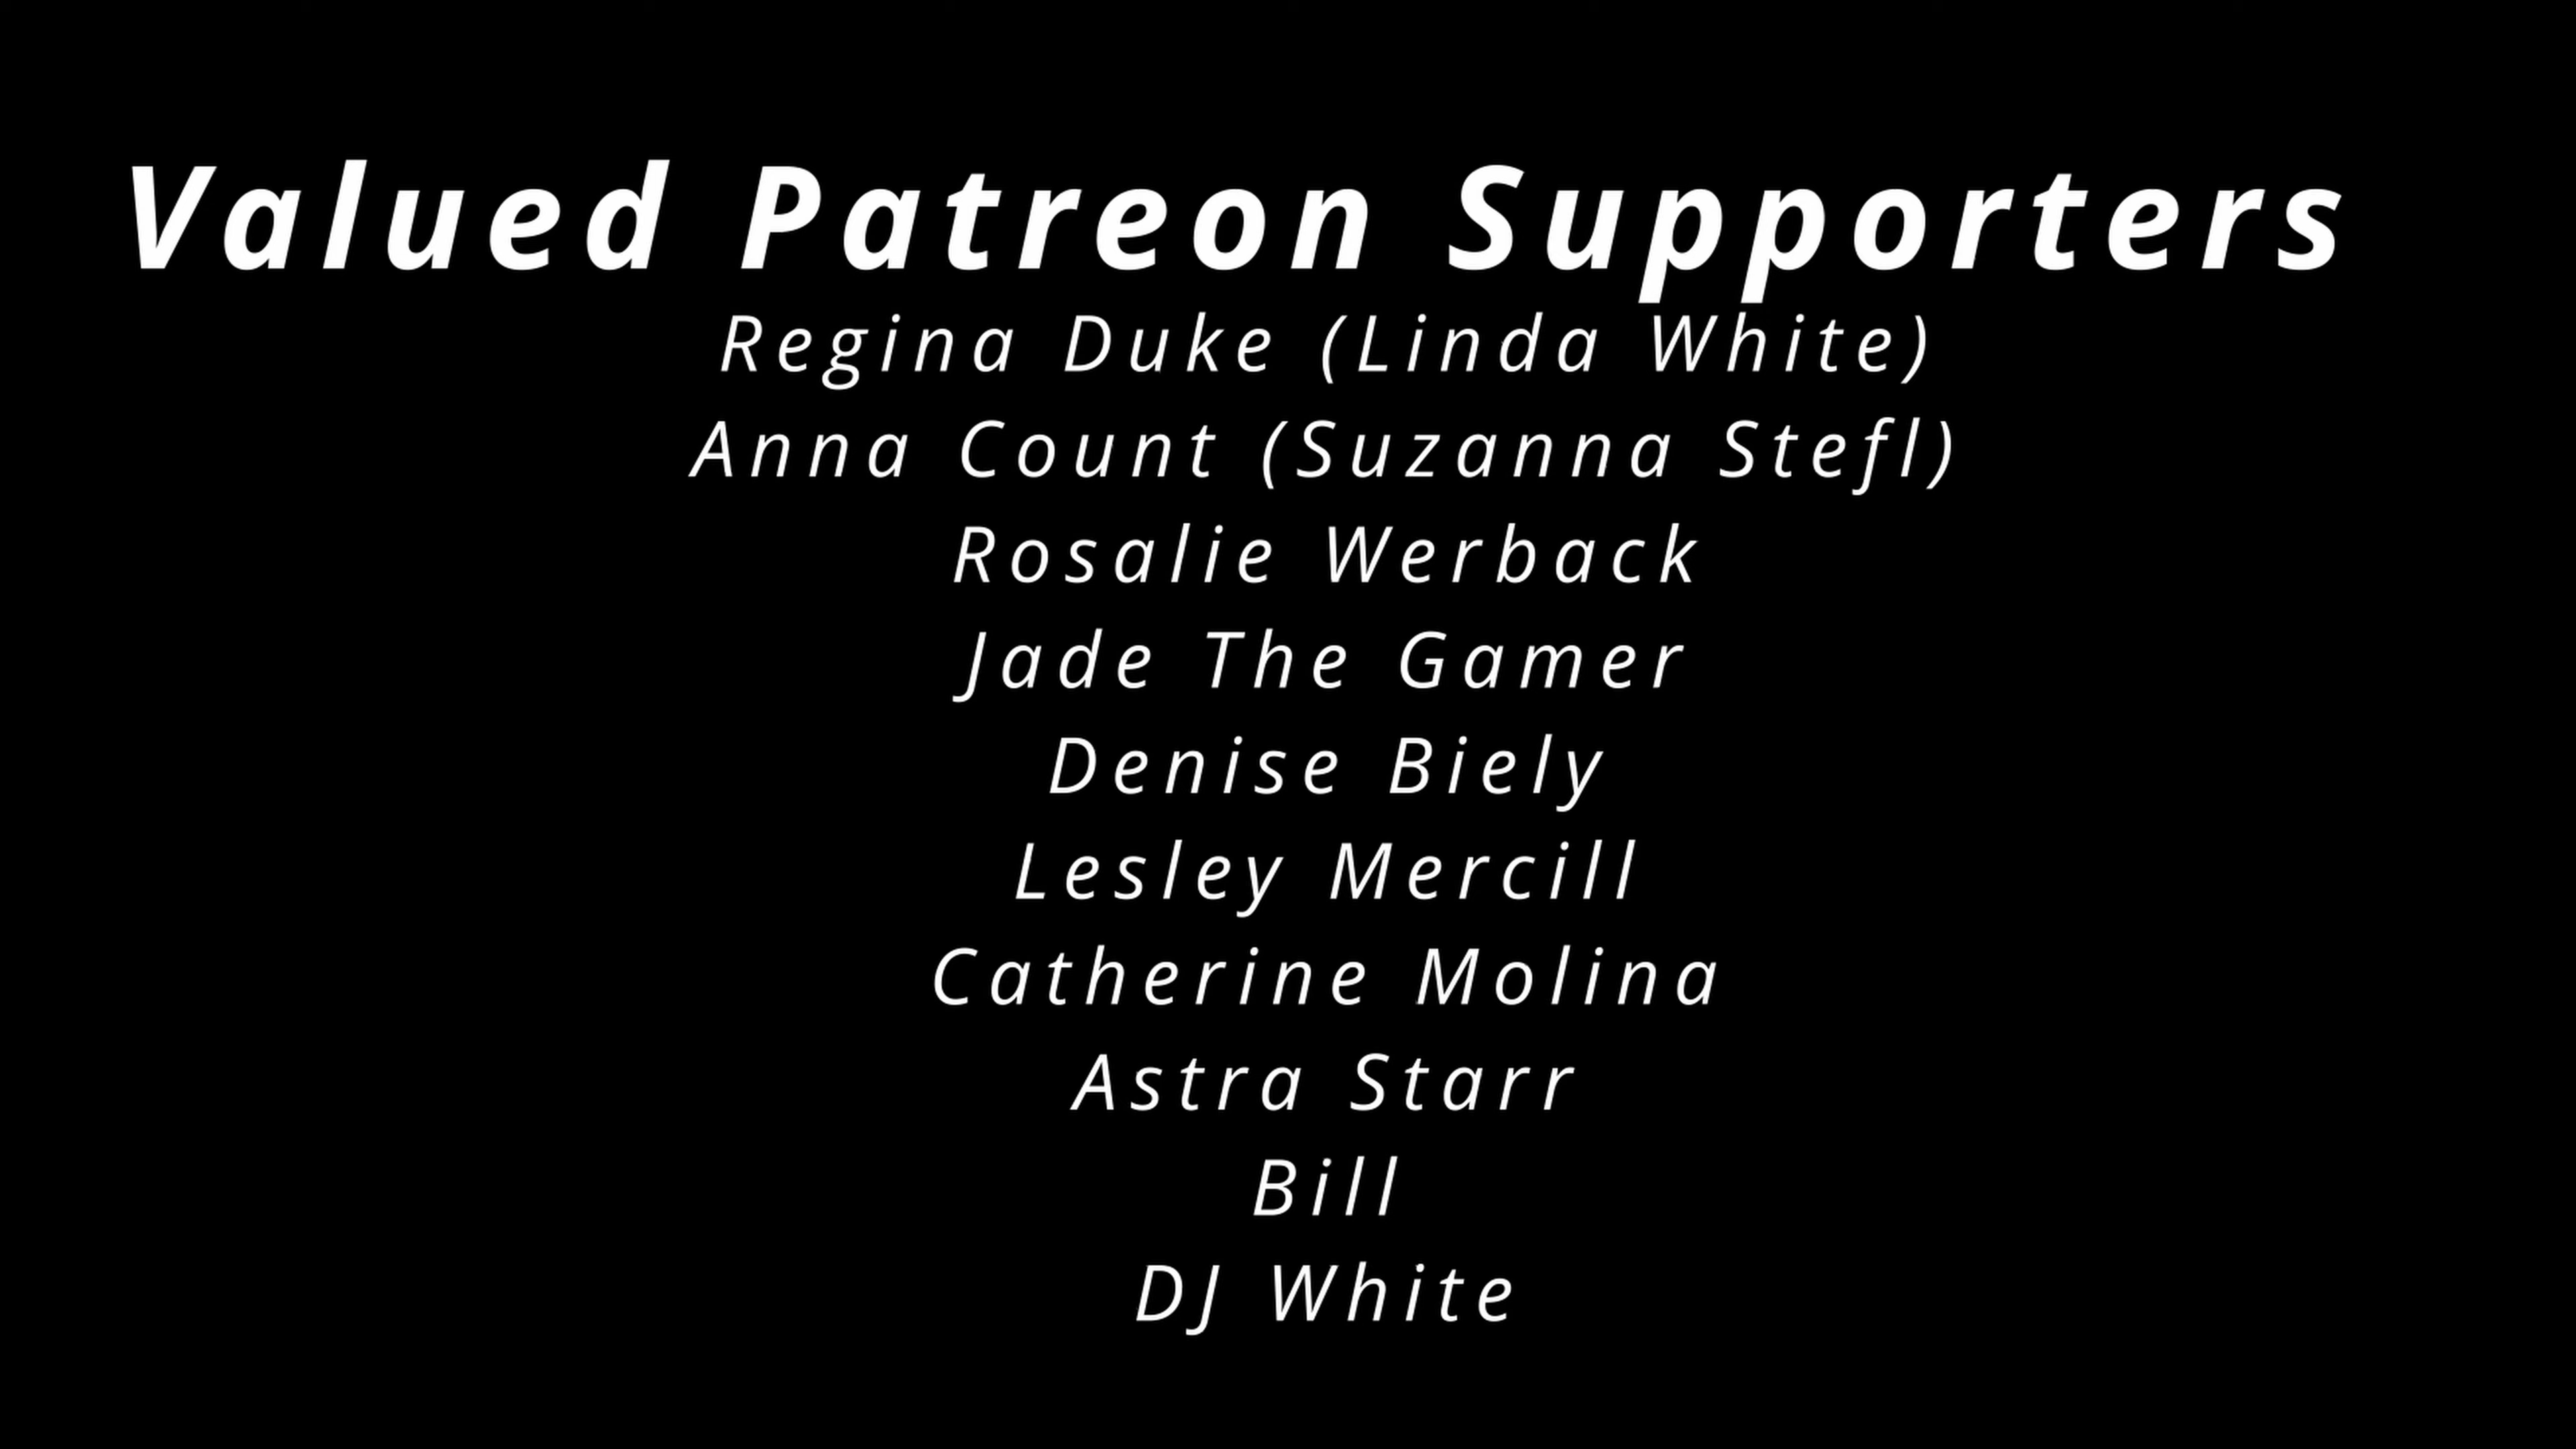 Valued Patreon Supporters
Regina Duke (Linda White)
Anna Count (Suzanna Stefl)
Rosalie Werback
Jade The Gamer
Denise Biely
Lesley Mercill
Catherine Molina
Astra Starr
Bill
DJ White